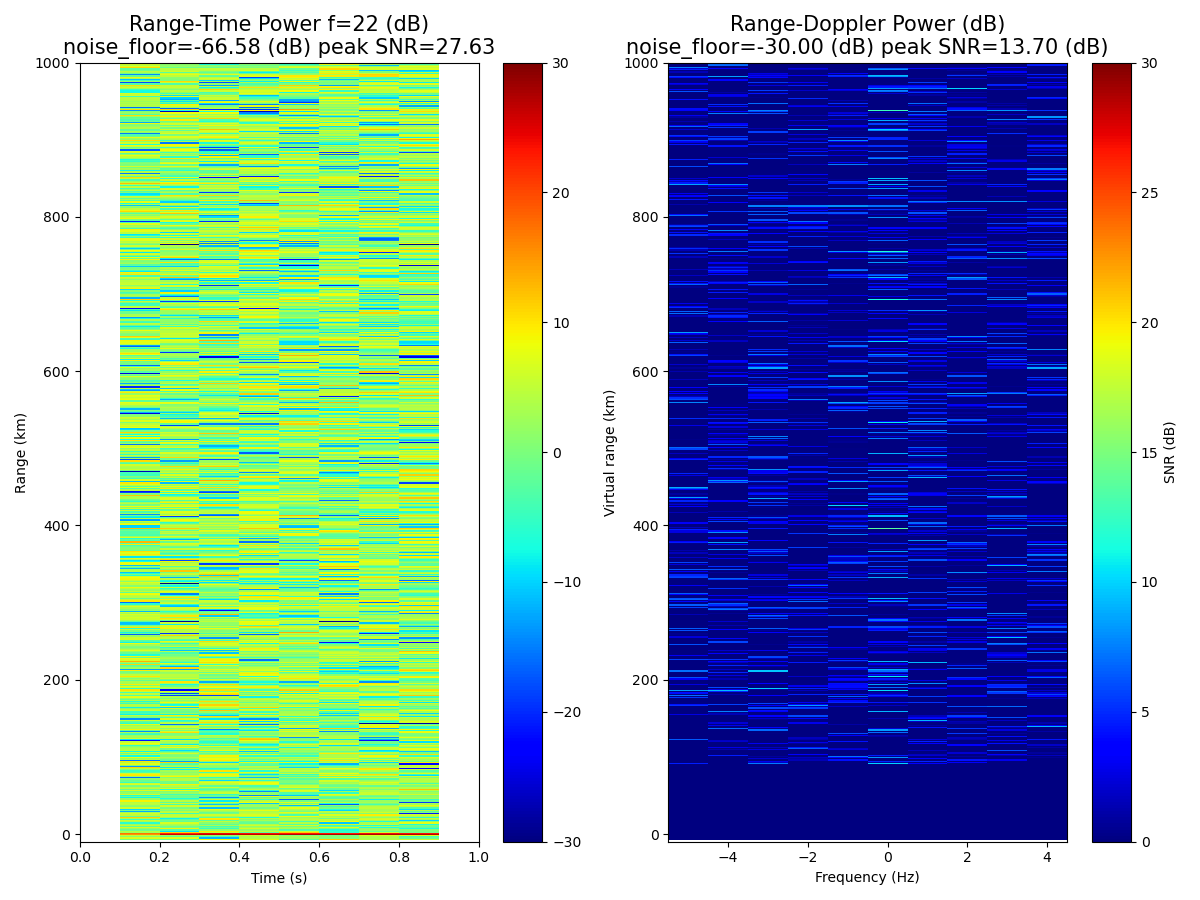 Range-Time Power f=22 (dB)
noise_floor=-66.58 (dB) peak SNR=27.63
Range (km)
1000
800
600
400
200
0
0.0 0.2 0.4 0.6 0.8 1.0
Time (s)
30
20
10
0
−10
−20
−30
Range-Doppler Power (dB)
noise_floor=-30.00 (dB) peak SNR=13.70 (dB)
Virtual range (km)
1000
800
600
400
200
0
−4 −2 0 2 4
Frequency (Hz)
30
25
20
15
10
5
0
SNR (dB)